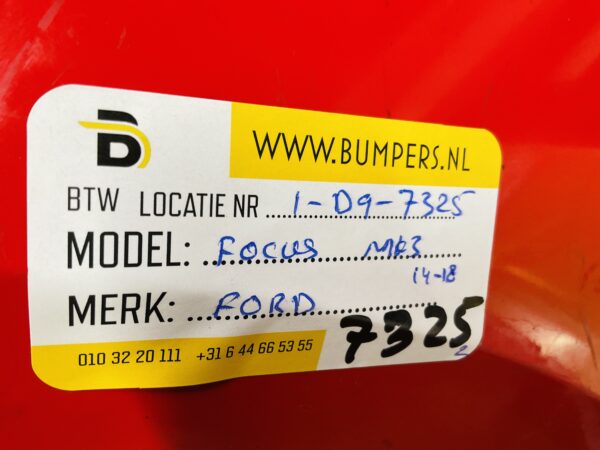 B
WWW.BUMPERS.NL
BTW LOCATIE NR 1-D9-7325
MODEL: FOCUS MK3
14-18
MERK: FORD
7325
2
010 32 20 111 +31 6 44 66 53 55